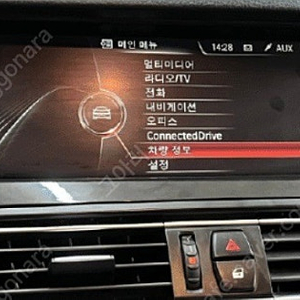 메인 메뉴 14:28 AUX
멀티미디어
라디오/TV
전화
내비게이션
오피스
ConnectedDrive
차량 정보
설정